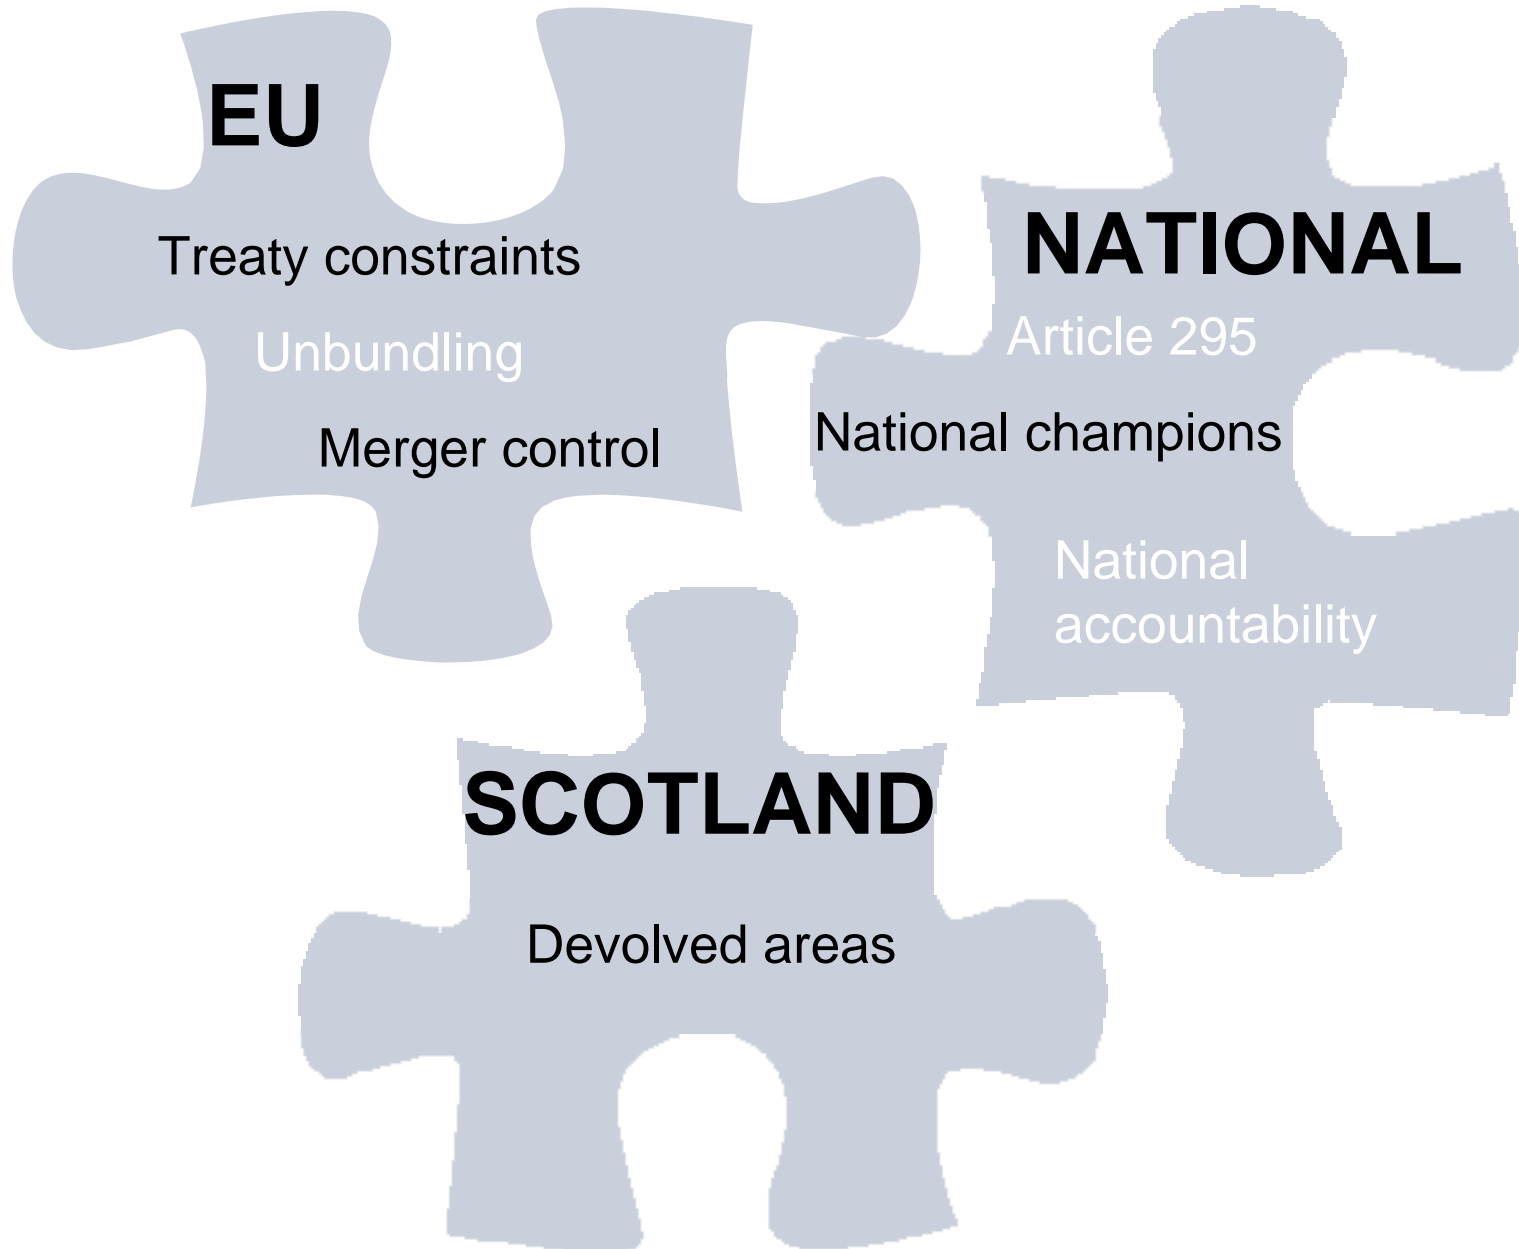 EU
Treaty constraints
Unbundling
Merger control
NATIONAL
Article 295
National champions
National
accountability
SCOTLAND
Devolved areas